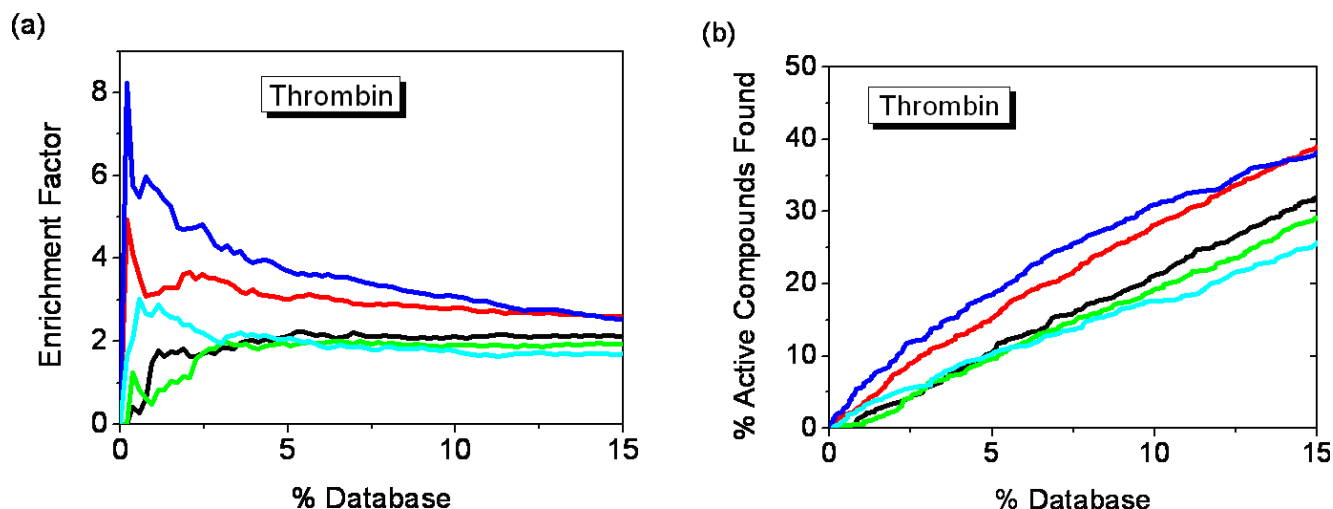 (a)
Thrombin
Enrichment Factor
8
6
4
2
0
0 5 10 15
% Database
(b)
Thrombin
% Active Compounds Found
50
40
30
20
10
0
0 5 10 15
% Database